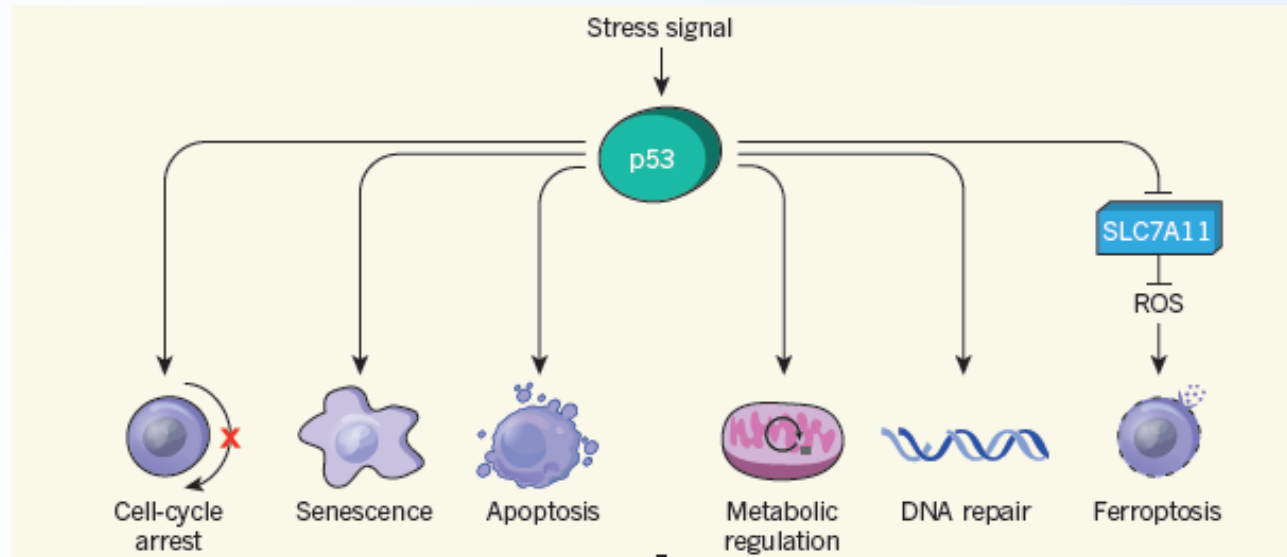 Stress signal
p53
SLC7A11
ROS
Cell-cycle
arrest
Senescence
Apoptosis
Metabolic
regulation
DNA repair
Ferroptosis